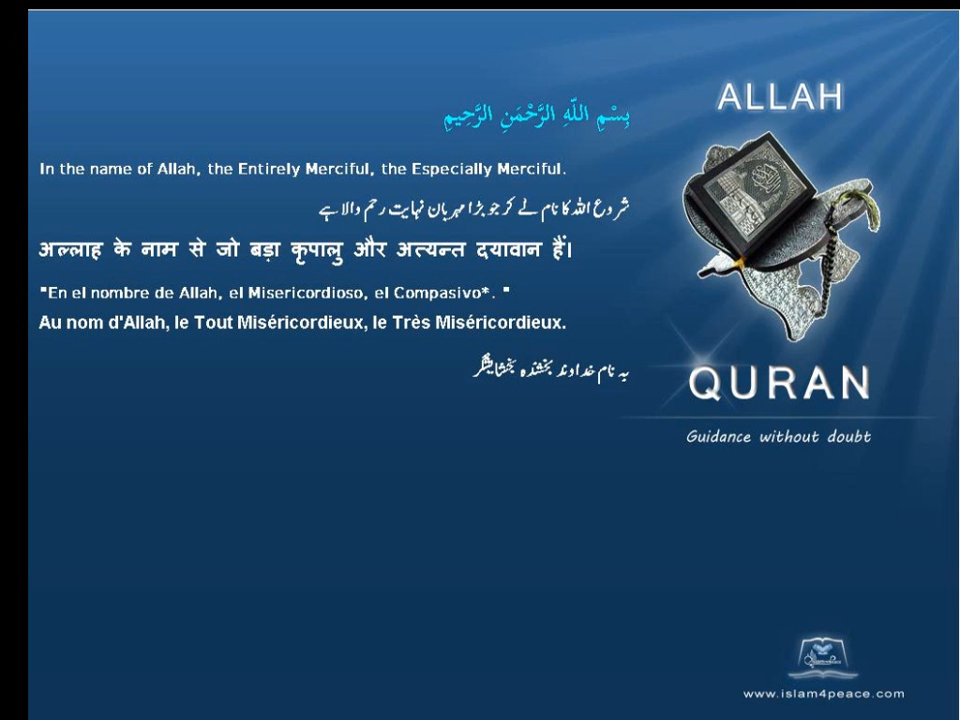 بِسْمِ اللَّهِ الرَّحْمَنِ الرَّحِيمِ
In the name of Allah, the Entirely Merciful, the Especially Merciful.
شروع الله کا نام لے کر جو بڑا مہربان نہایت رحم والا ہے
अल्लाह के नाम से जो बड़ा कृपालु और अत्यन्त दयावान हैं।
"En el nombre de Allah, el Misericordioso, el Compasivo*. "
Au nom d'Allah, le Tout Miséricordieux, le Très Miséricordieux.
به نام خداوند بخشنده بخشایشگر
ALLAH
QURAN
Guidance without doubt
www.islam4peace.com